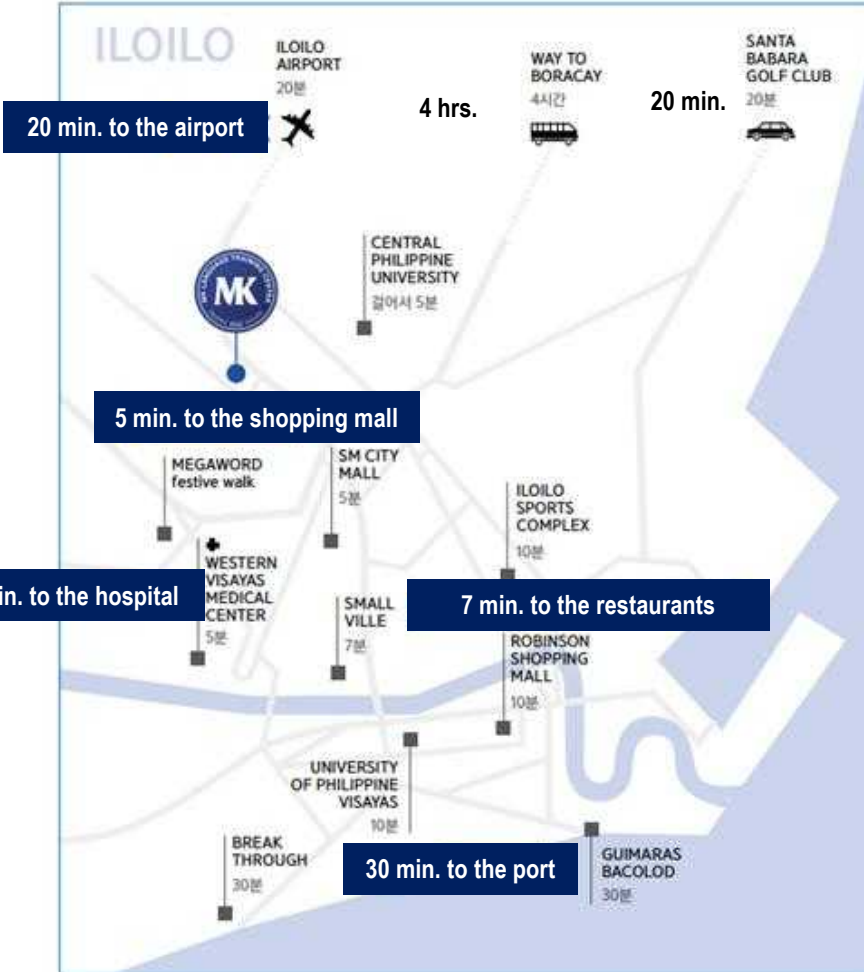 ILOILO
ILOILO
AIRPORT
20분
20 min. to the airport
WAY TO
BORACAY
4시간
4 hrs.
SANTA
BABARA
GOLF CLUB
20분
20 min.
CENTRAL
PHILIPPINE
UNIVERSITY
걸어서 5분
MK
5 min. to the shopping mall
MEGAWORD
festive walk
SM CITY
MALL
5분
ILOILO
SPORTS
COMPLEX
10분
WESTERN
VISAYAS
MEDICAL
CENTER
5분
in. to the hospital
SMALL
VILLE
7분
7 min. to the restaurants
ROBINSON
SHOPPING
MALL
10분
UNIVERSITY
OF PHILIPPINE
VISAYAS
10분
BREAK
THROUGH
30분
30 min. to the port
GUIMARAS
BACOLOD
30분